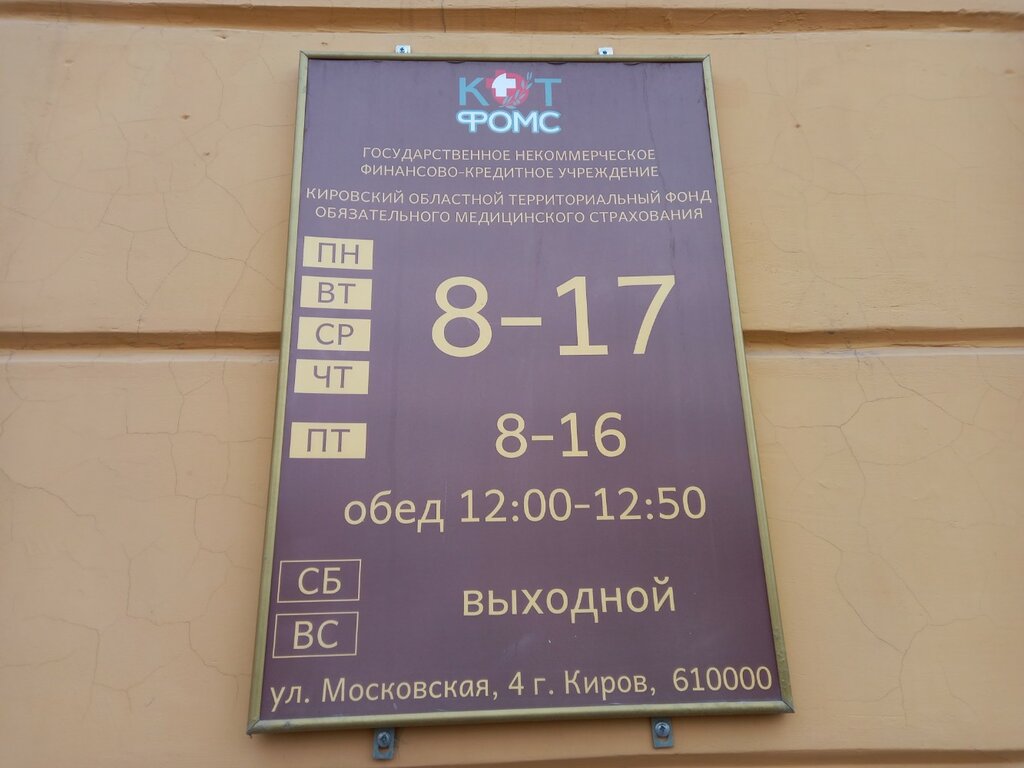 КОТ
ФОМС
ГОСУДАРСТВЕННОЕ НЕКОММЕРЧЕСКОЕ
ФИНАНСОВО-КРЕДИТНОЕ УЧРЕЖДЕНИЕ
КИРОВСКИЙ ОБЛАСТНОЙ ТЕРРИТОРИАЛЬНЫЙ ФОНД
ОБЯЗАТЕЛЬНОГО МЕДИЦИНСКОГО СТРАХОВАНИЯ
ПН
ВТ
СР
ЧТ
8-17
ПТ 8-16
обед 12:00-12:50
СБ
ВС
выходной
ул. Московская, 4 г. Киров, 610000